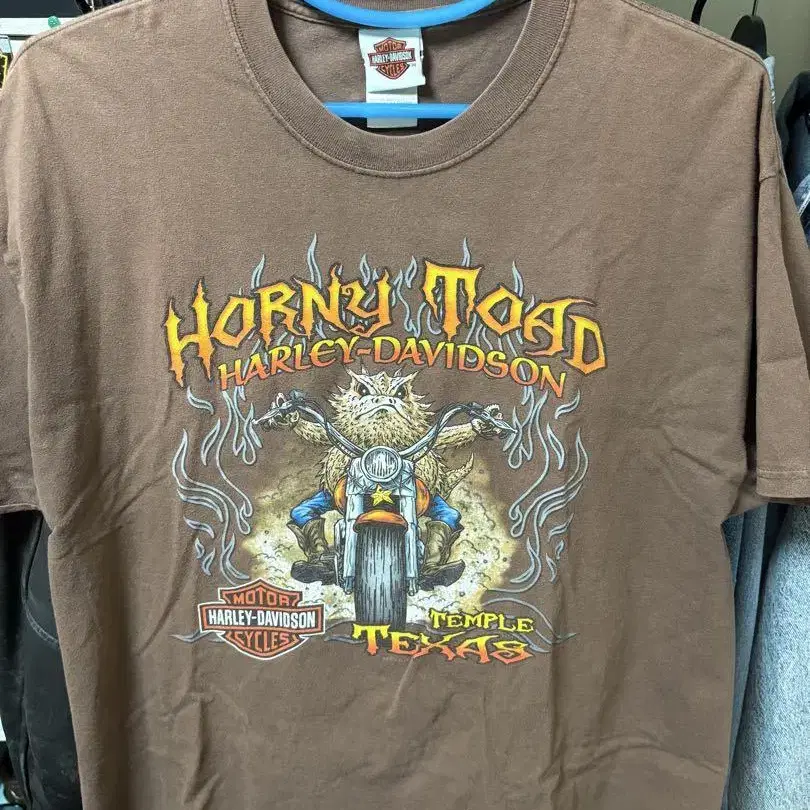 MOTOR
HARLEY-DAVIDSON
CYCLES
HORNY TOAD
HARLEY-DAVIDSON
MOTOR
HARLEY-DAVIDSON
CYCLES
TEMPLE
TEXAS